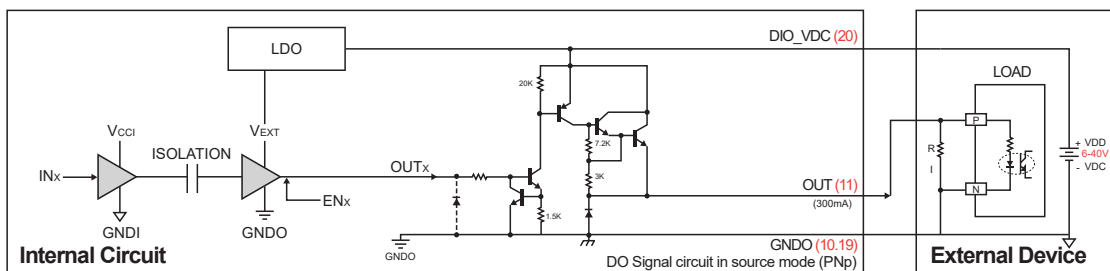 DIO_VDC (20)
LDO
LOAD
20K
VCCI
VEXT
ISOLATION
7.2K
P
+ VDD
6-40V
- VDC
INX
OUTX
R
I
3K
OUT (11)
(300mA)
N
ENX
1.5K
GNDI
GNDO
GNDO
GNDO (10.19)
Internal Circuit
DO Signal circuit in source mode (PNp)
External Device